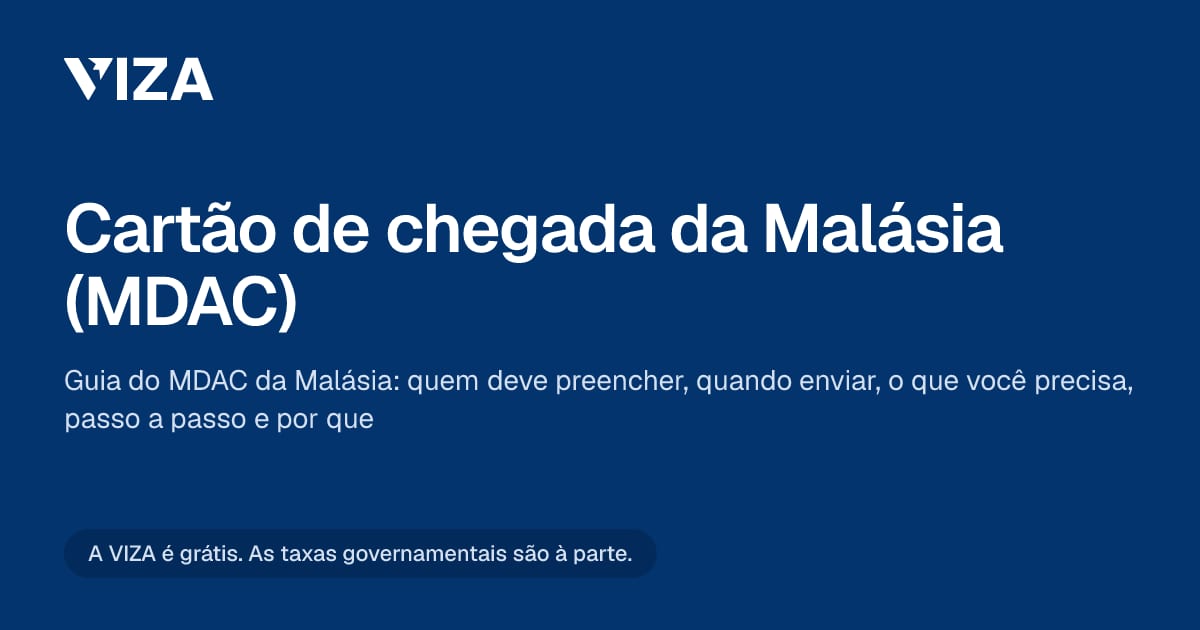 VIZA
Cartão de chegada da Malásia
(MDAC)
Guia do MDAC da Malásia: quem deve preencher, quando enviar, o que você precisa,
passo a passo e por que
A VIZA é grátis. As taxas governamentais são à parte.